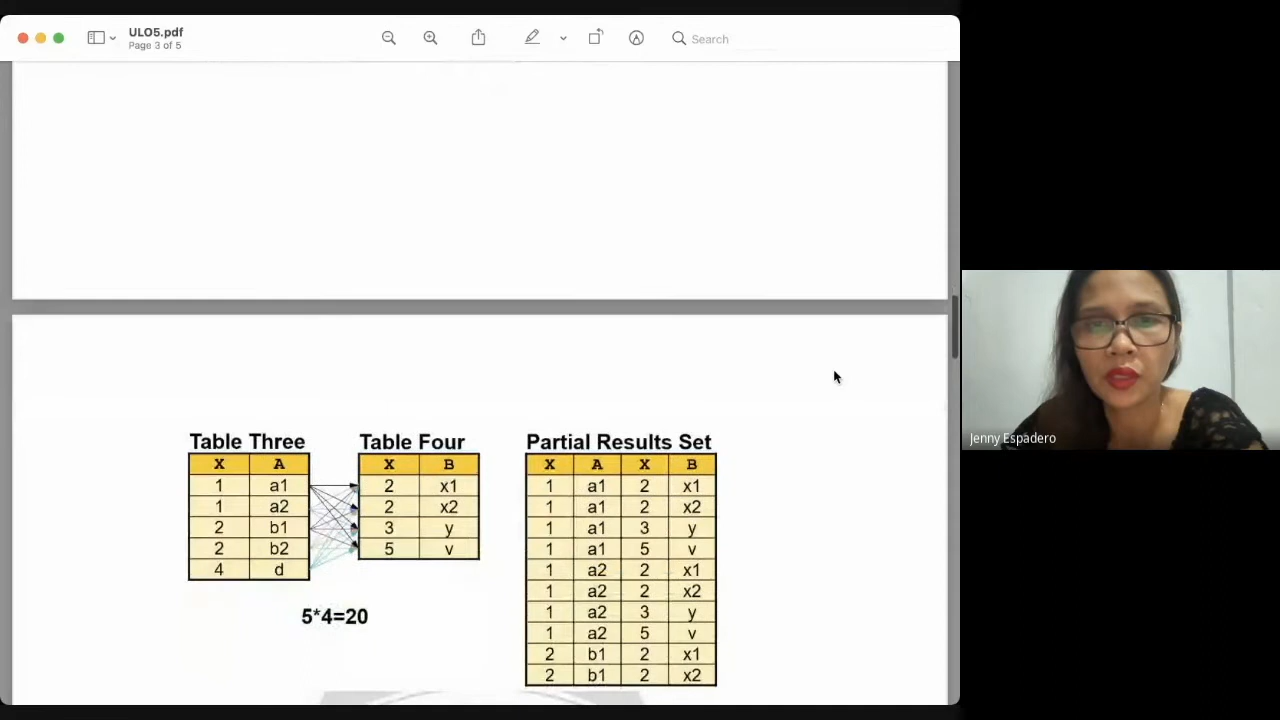 ULO5.pdf
Page 3 of 5
Search
Table Three
X A
1 a1
1 a2
2 b1
2 b2
4 d
5*4=20
Table Four
X B
2 x1
2 x2
3 y
5 v
Partial Results Set
X A X B
1 a1 2 x1
1 a1 2 x2
1 a1 3 y
1 a1 5 v
1 a2 2 x1
1 a2 2 x2
1 a2 3 y
1 a2 5 v
2 b1 2 x1
2 b1 2 x2
Jenny Espadero